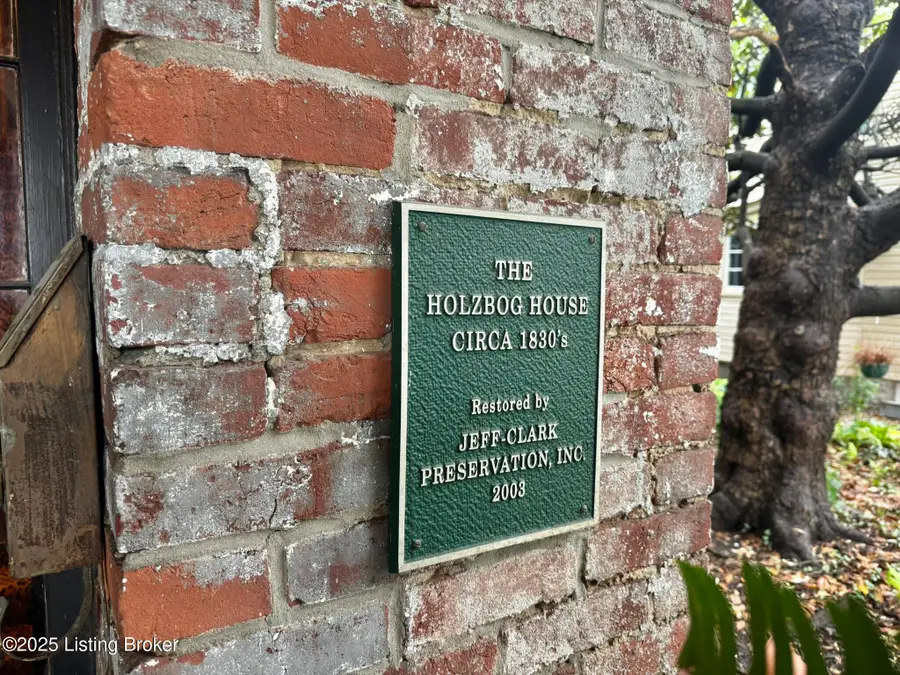 THE
HOLZBOG HOUSE
CIRCA 1830's
Restored by
JEFF-CLARK
PRESERVATION, INC.
2003
©2025 Listing Broker